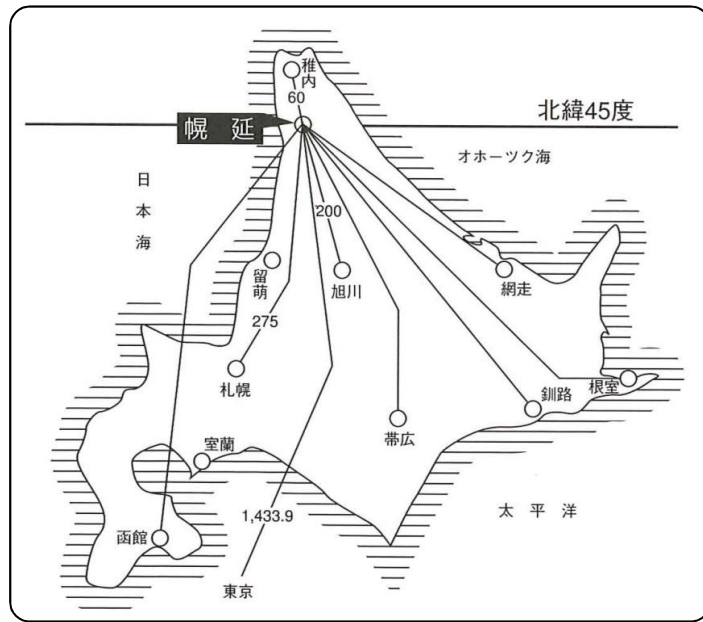 稚内
60
幌延
北緯45度
オホーツク海
日本海
200
留萌
旭川
網走
275
札幌
釧路
根室
帯広
室蘭
1,433.9
太平洋
函館
東京